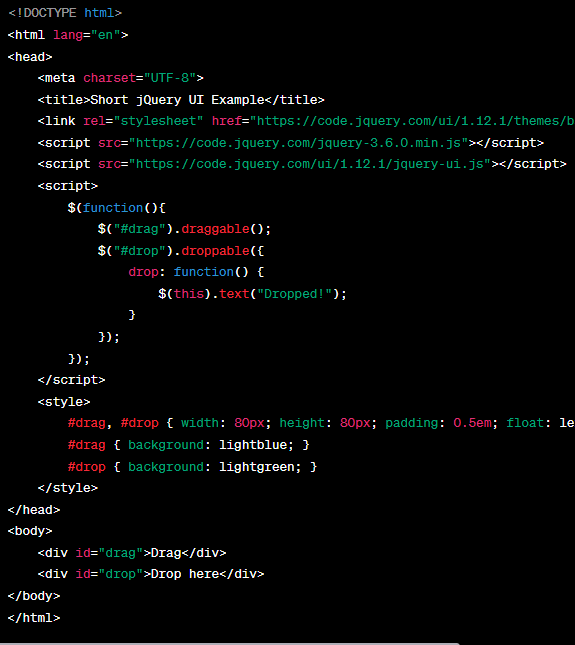 <!DOCTYPE html>
<html lang="en">
<head>
    <meta charset="UTF-8">
    <title>Short jQuery UI Example</title>
    <link rel="stylesheet" href="https://code.jquery.com/ui/1.12.1/themes/b
    <script src="https://code.jquery.com/jquery-3.6.0.min.js"></script>
    <script src="https://code.jquery.com/ui/1.12.1/jquery-ui.js"></script>
    <script>
        $(function(){
            $("#drag").draggable();
            $("#drop").droppable({
                drop: function() {
                    $(this).text("Dropped!");
                }
            });
        });
    </script>
    <style>
        #drag, #drop { width: 80px; height: 80px; padding: 0.5em; float: le
        #drag { background: lightblue; }
        #drop { background: lightgreen; }
    </style>
</head>
<body>
    <div id="drag">Drag</div>
    <div id="drop">Drop here</div>
</body>
</html>